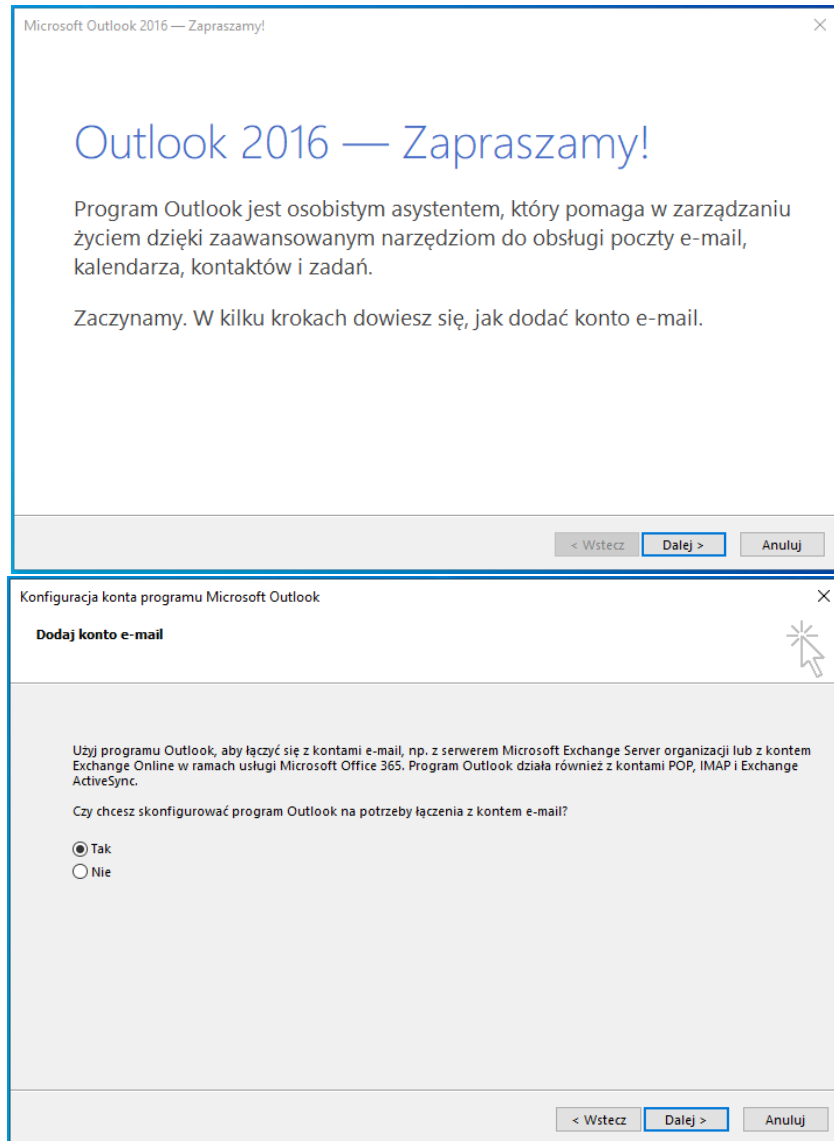 Microsoft Outlook 2016 — Zapraszamy!
Outlook 2016 — Zapraszamy!
Program Outlook jest osobistym asystentem, który pomaga w zarządzaniu
życiem dzięki zaawansowanym narzędziom do obsługi poczty e-mail,
kalendarza, kontaktów i zadań.
Zaczynamy. W kilku krokach dowiesz się, jak dodać konto e-mail.
< Wstecz Dalej > Anuluj
Konfiguracja konta programu Microsoft Outlook
Dodaj konto e-mail
Użyj programu Outlook, aby łączyć się z kontami e-mail, np. z serwerem Microsoft Exchange Server organizacji lub z kontem
Exchange Online w ramach usługi Microsoft Office 365. Program Outlook działa również z kontami POP, IMAP i Exchange
ActiveSync.
Czy chcesz skonfigurować program Outlook na potrzeby łączenia z kontem e-mail?
Tak
Nie
< Wstecz Dalej > Anuluj